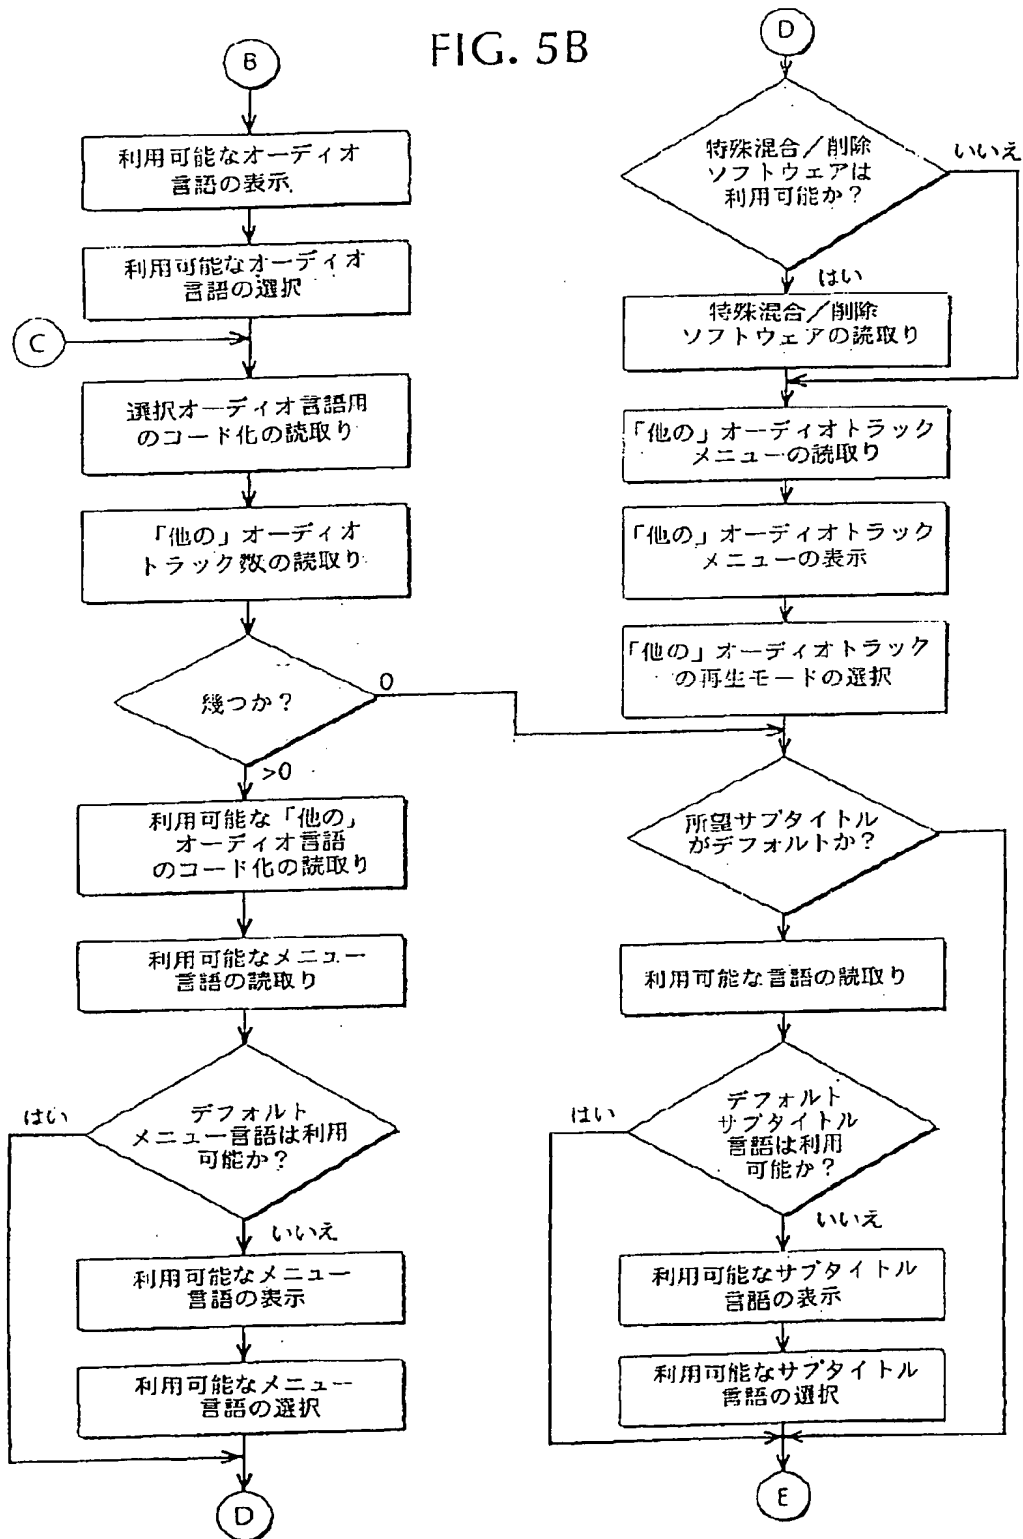 FIG. 5B
B
利用可能なオーディオ
言語の表示
利用可能なオーディオ
言語の選択
C
選択オーディオ言語用
のコード化の読取り
「他の」オーディオ
トラック数の読取り
幾つか?
0
>0
利用可能な「他の」
オーディオ言語
のコード化の読取り
利用可能なメニュー
言語の読取り
はい
デフォルト
メニュー言語は利用
可能か?
いいえ
利用可能なメニュー
言語の表示
利用可能なメニュー
言語の選択
D
D
特殊混合/削除
ソフトウェアは
利用可能か?
いいえ
はい
特殊混合/削除
ソフトウェアの読取り
「他の」オーディオトラック
メニューの読取り
「他の」オーディオトラック
メニューの表示
「他の」オーディオトラック
の再生モードの選択
所望サブタイトル
がデフォルトか?
利用可能な言語の読取り
はい
デフォルト
サブタイトル
言語は利用
可能か?
いいえ
利用可能なサブタイトル
言語の表示
利用可能なサブタイトル
言語の選択
E